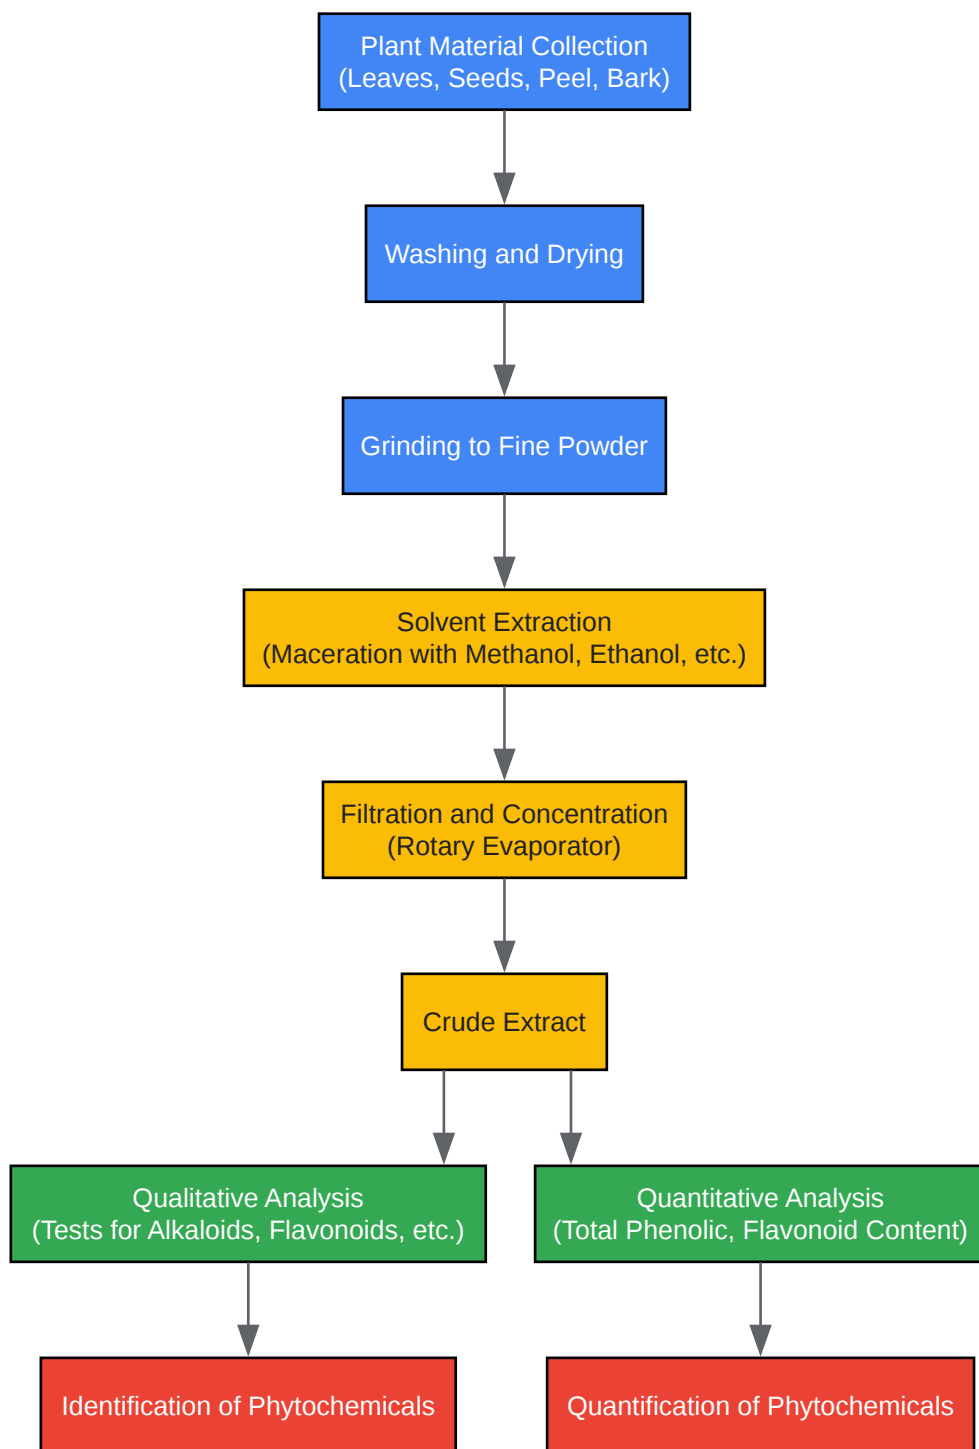 Plant Material Collection
(Leaves, Seeds, Peel, Bark)
Washing and Drying
Grinding to Fine Powder
Solvent Extraction
(Maceration with Methanol, Ethanol, etc.)
Filtration and Concentration
(Rotary Evaporator)
Crude Extract
Qualitative Analysis
(Tests for Alkaloids, Flavonoids, etc.)
Quantitative Analysis
(Total Phenolic, Flavonoid Content)
Identification of Phytochemicals
Quantification of Phytochemicals